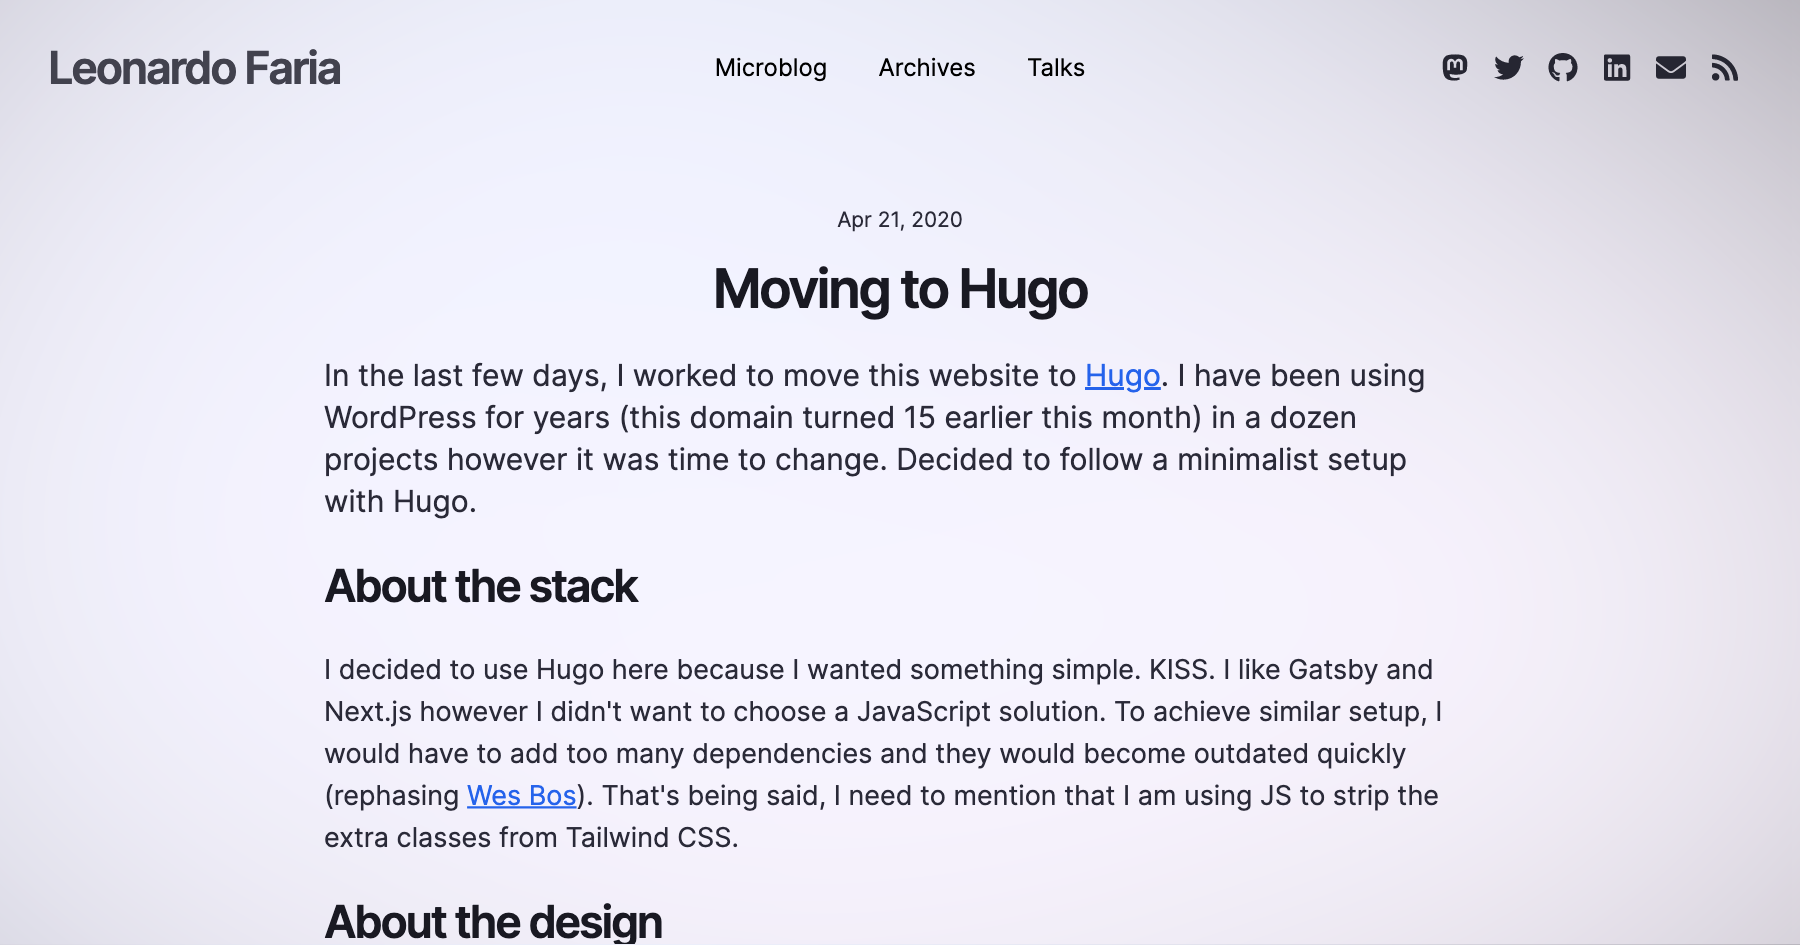 Leonardo Faria
Microblog
Archives
Talks
Apr 21, 2020
Moving to Hugo
In the last few days, I worked to move this website to Hugo. I have been using
WordPress for years (this domain turned 15 earlier this month) in a dozen
projects however it was time to change. Decided to follow a minimalist setup
with Hugo.
About the stack
I decided to use Hugo here because I wanted something simple. KISS. I like Gatsby and
Next.js however I didn't want to choose a JavaScript solution. To achieve similar setup, I
would have to add too many dependencies and they would become outdated quickly
(rephasing Wes Bos). That's being said, I need to mention that I am using JS to strip the
extra classes from Tailwind CSS.
About the design